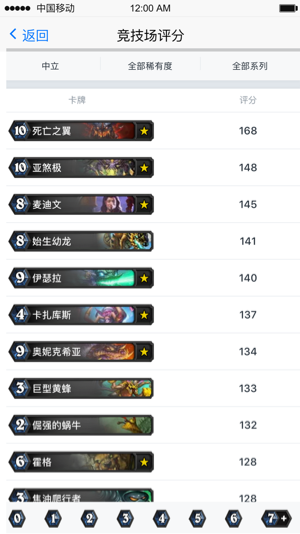 中国移动 12:00 AM
返回 竞技场评分
中立 全部稀有度 全部系列
卡牌 评分
10 死亡之翼 168
10 亚煞极 148
8 麦迪文 145
8 始生幼龙 141
9 伊瑟拉 140
4 卡扎库斯 137
9 奥妮克希亚 134
3 巨型黄蜂 133
2 倔强的蜗牛 132
6 霍格 128
3 焦油爬行者 128
0 1 2 3 4 5 6 7+